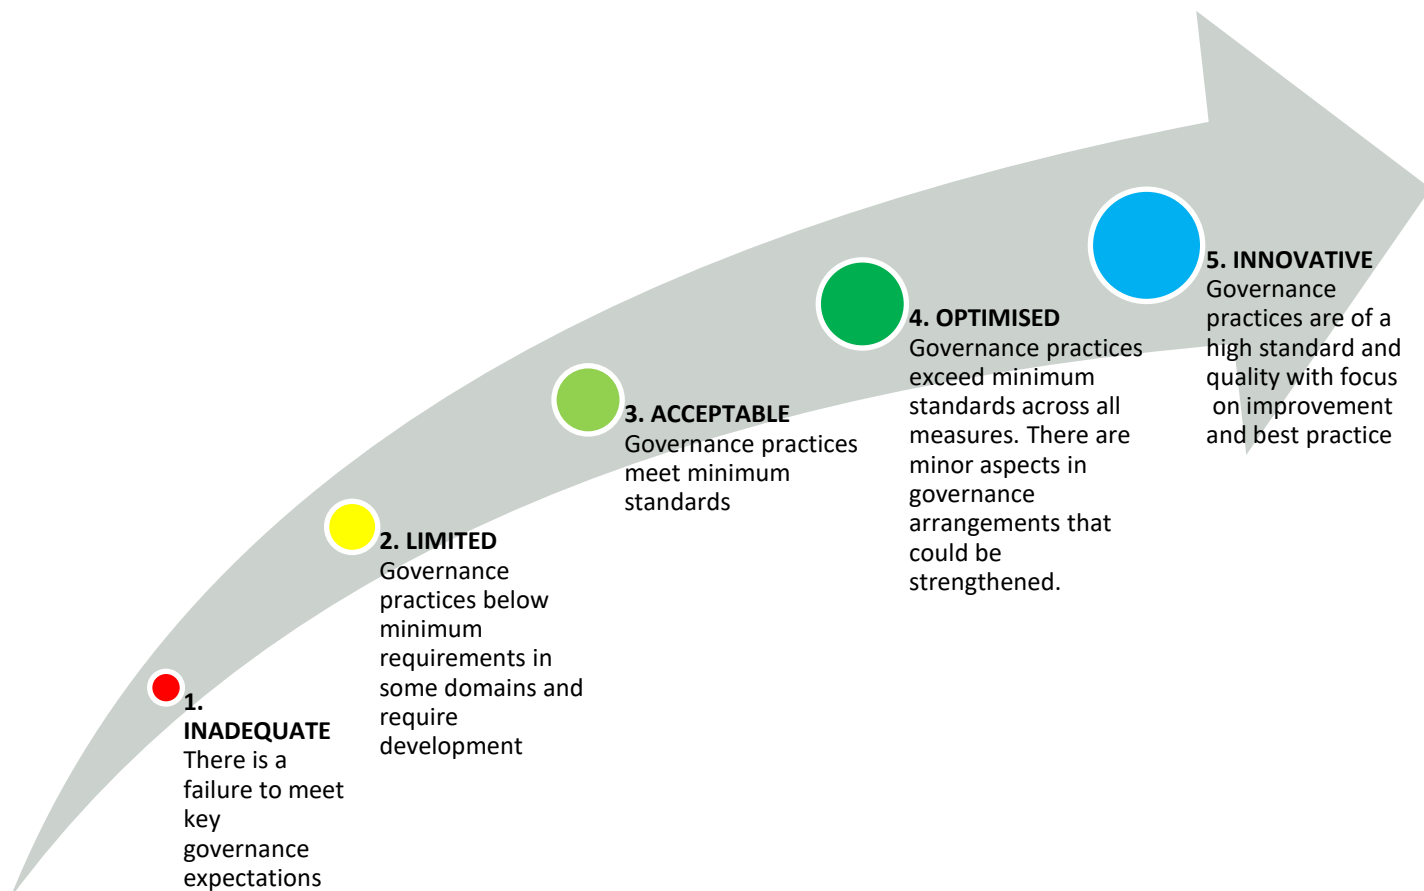 1.
INADEQUATE
There is a
failure to meet
key
governance
expectations
2. LIMITED
Governance
practices below
minimum
requirements in
some domains and
require
development
3. ACCEPTABLE
Governance practices
meet minimum
standards
4. OPTIMISED
Governance practices
exceed minimum
standards across all
measures. There are
minor aspects in
governance
arrangements that
could be
strengthened.
5. INNOVATIVE
Governance
practices are of a
high standard and
quality with focus
on improvement
and best practice